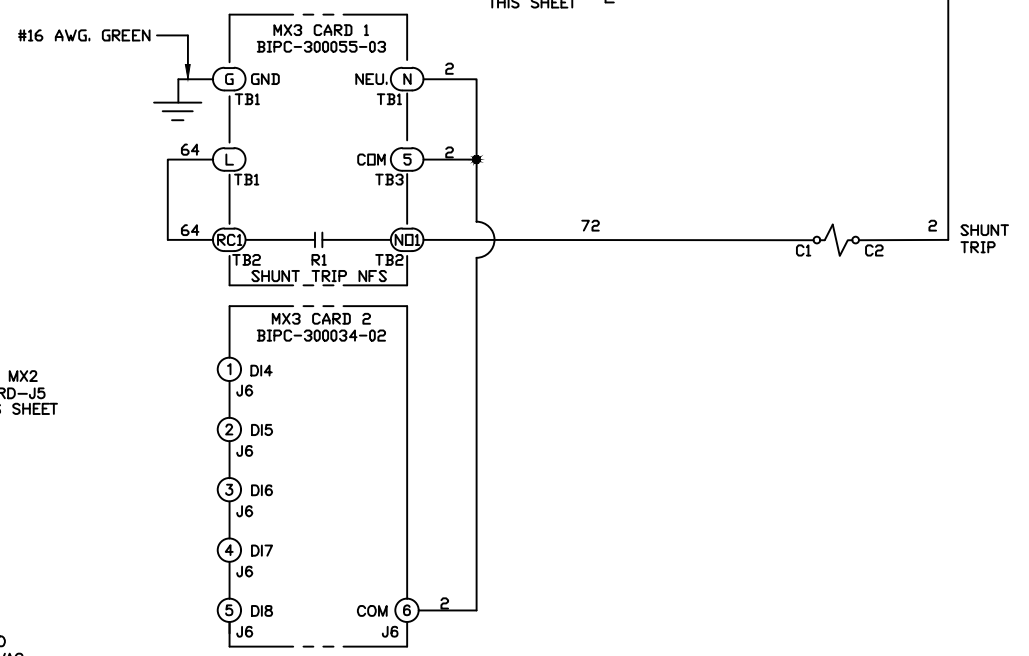 THIS SHEET
#16 AWG. GREEN
MX3 CARD 1
BIPC-300055-03
G GND
TB1
NEU. N 2
TB1
64 L
TB1
COM 5 2
TB3
64 RC1
TB2
R1
NO1
TB2
72
C1 C2
2
SHUNT
TRIP
SHUNT TRIP NFS
MX3 CARD 2
BIPC-300034-02
MX2
RD-J5
SHEET
1 DI4
J6
2 DI5
J6
3 DI6
J6
4 DI7
J6
5 DI8
J6
COM 6 2
J6